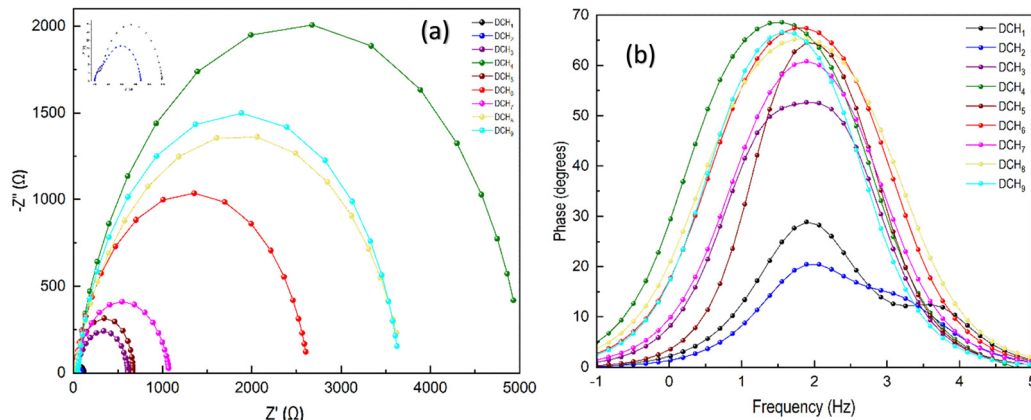 (a)
DCH₁
DCH₂
DCH₃
DCH₄
DCH₅
DCH₆
DCH₇
DCH₈
DCH₉
2000
1500
1000
500
0
-Z" (Ω)
0 1000 2000 3000 4000 5000
Z' (Ω)
(b)
DCH₁
DCH₂
DCH₃
DCH₄
DCH₅
DCH₆
DCH₇
DCH₈
DCH₉
70
60
50
40
30
20
10
0
Phase (degrees)
-1 0 1 2 3 4 5
Frequency (Hz)